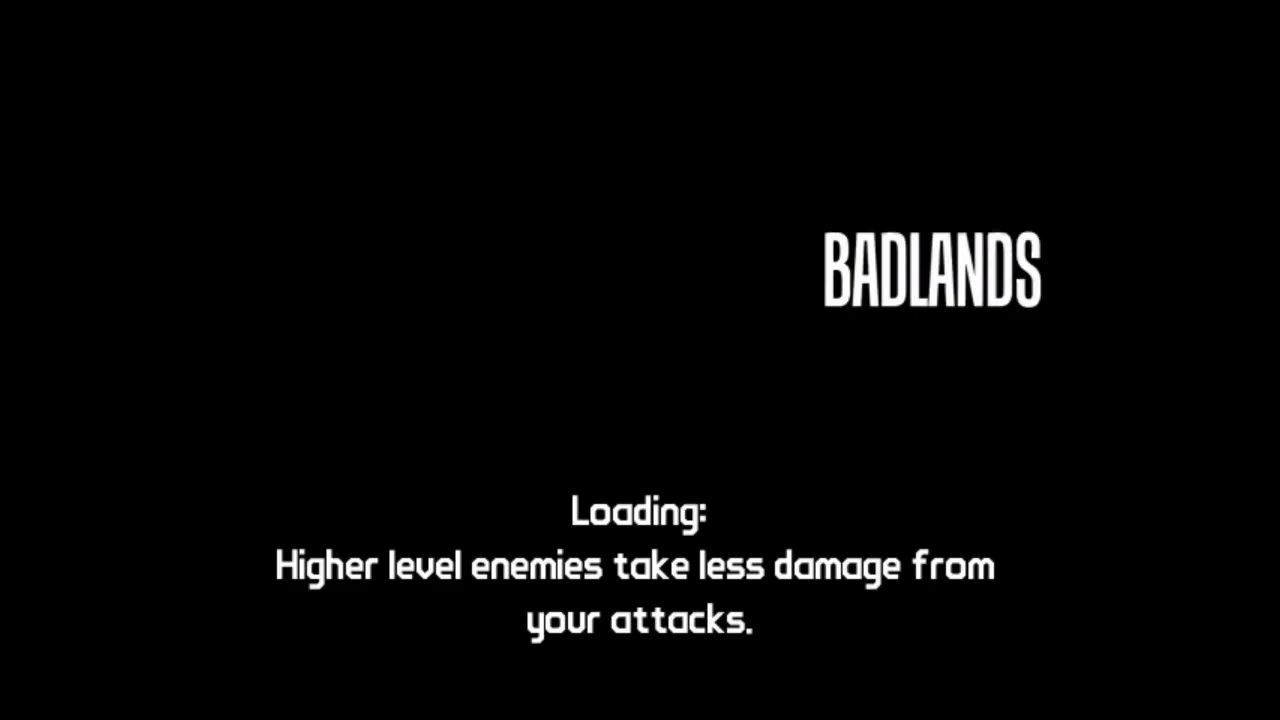 BADLANDS
Loading:
Higher level enemies take less damage from
your attacks.